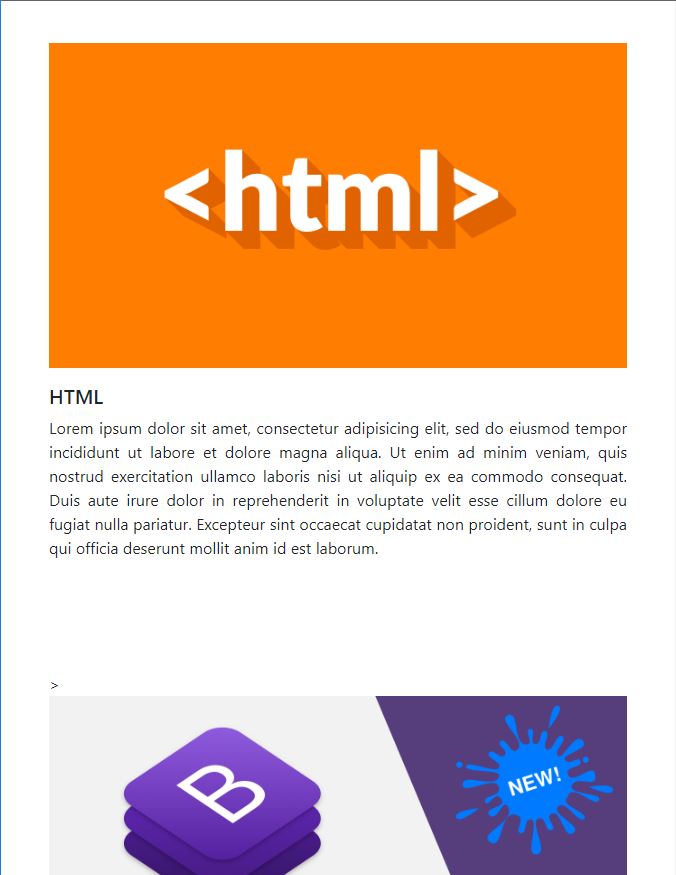 <html>
HTML
Lorem ipsum dolor sit amet, consectetur adipisicing elit, sed do eiusmod tempor
incididunt ut labore et dolore magna aliqua. Ut enim ad minim veniam, quis
nostrud exercitation ullamco laboris nisi ut aliquip ex ea commodo consequat.
Duis aute irure dolor in reprehenderit in voluptate velit esse cillum dolore eu
fugiat nulla pariatur. Excepteur sint occaecat cupidatat non proident, sunt in culpa
qui officia deserunt mollit anim id est laborum.
>
B
NEW!